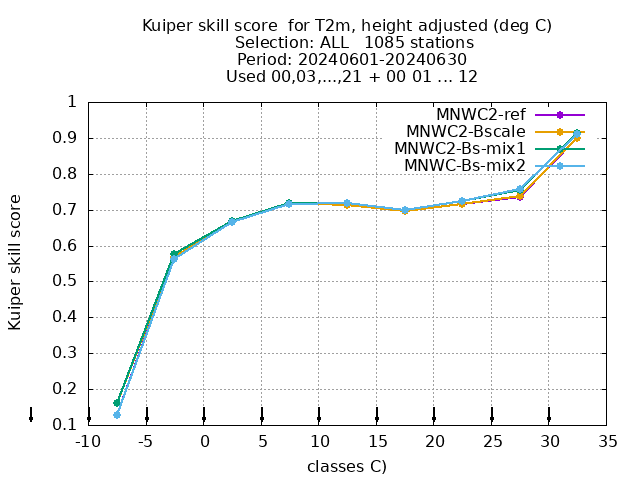 Kuiper skill score  for T2m, height adjusted (deg C)
Selection: ALL   1085 stations
Period: 20240601-20240630
Used 00,03,...,21 + 00 01 ... 12
MNWC2-ref
MNWC2-Bscale
MNWC2-Bs-mix1
MNWC-Bs-mix2
Kuiper skill score
1
0.9
0.8
0.7
0.6
0.5
0.4
0.3
0.2
0.1
-10 -5 0 5 10 15 20 25 30 35
classes C)